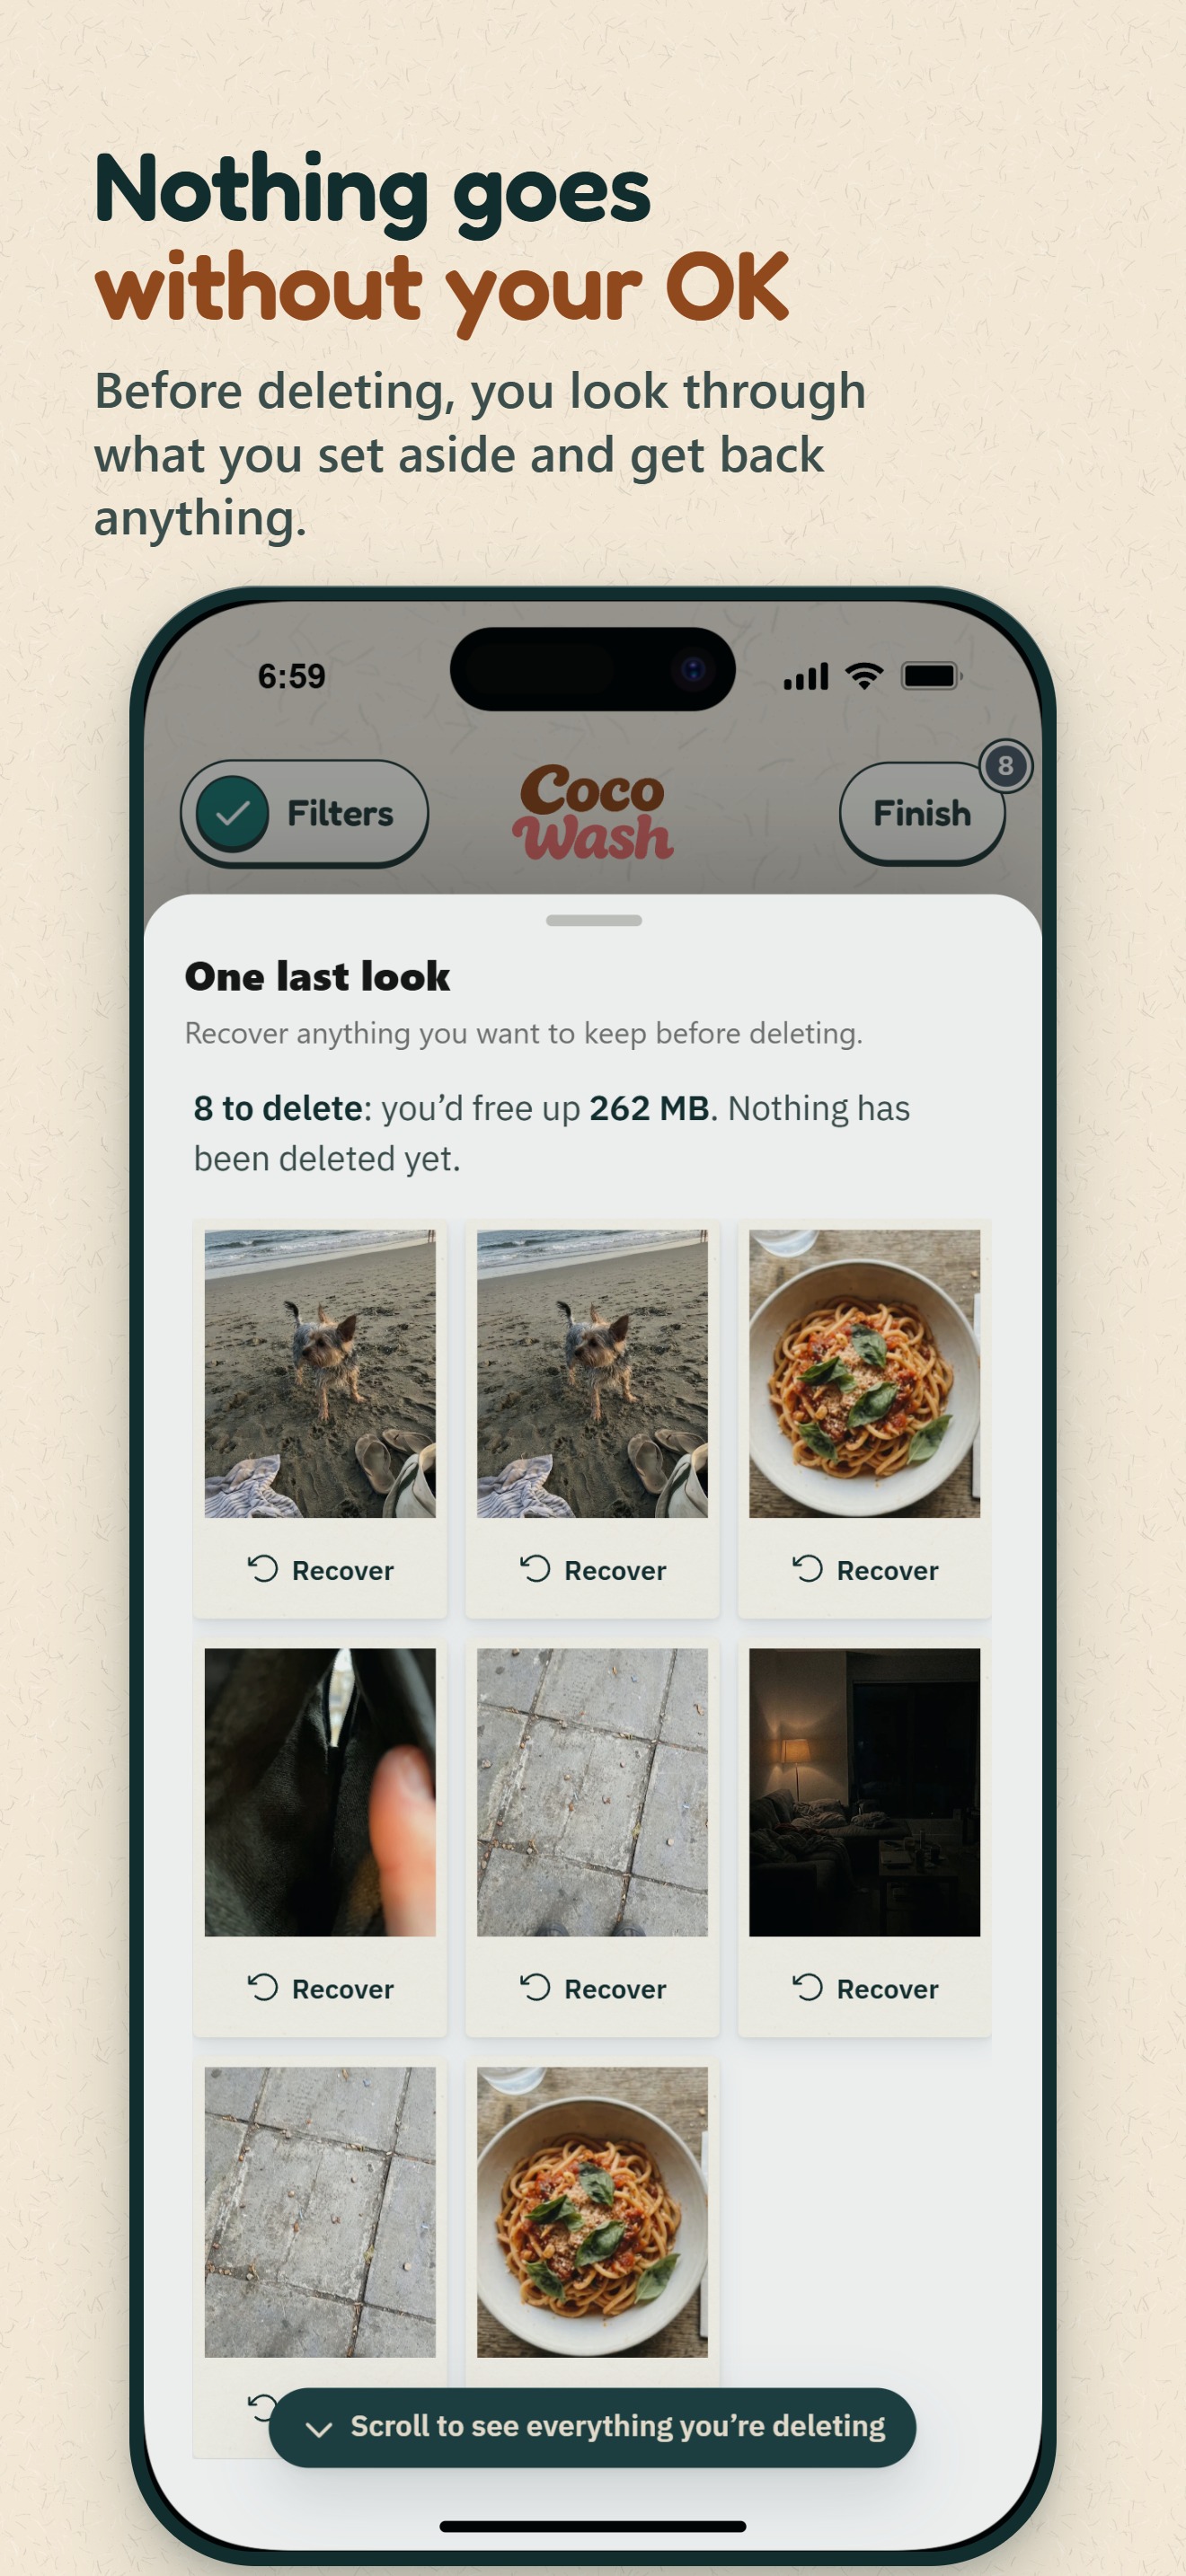 Nothing goes
without your OK
Before deleting, you look through
what you set aside and get back
anything.
6:59
Filters
Coco
Wash
Finish
8
One last look
Recover anything you want to keep before deleting.
8 to delete: you’d free up 262 MB. Nothing has
been deleted yet.
Recover
Recover
Recover
Recover
Recover
Recover
Scroll to see everything you’re deleting